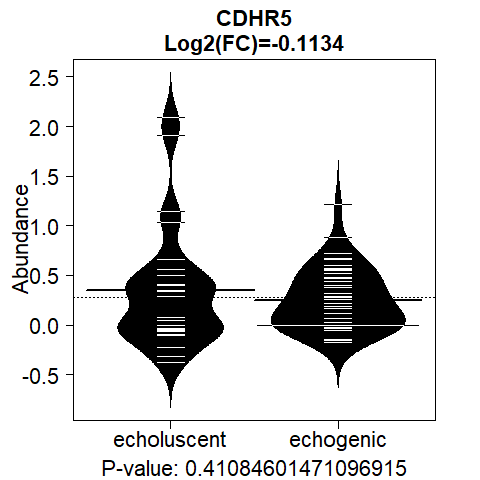 CDHR5
Log2(FC)=-0.1134
Abundance
2.5
2.0
1.5
1.0
0.5
0.0
-0.5
echoluscent echogenic
P-value: 0.41084601471096915